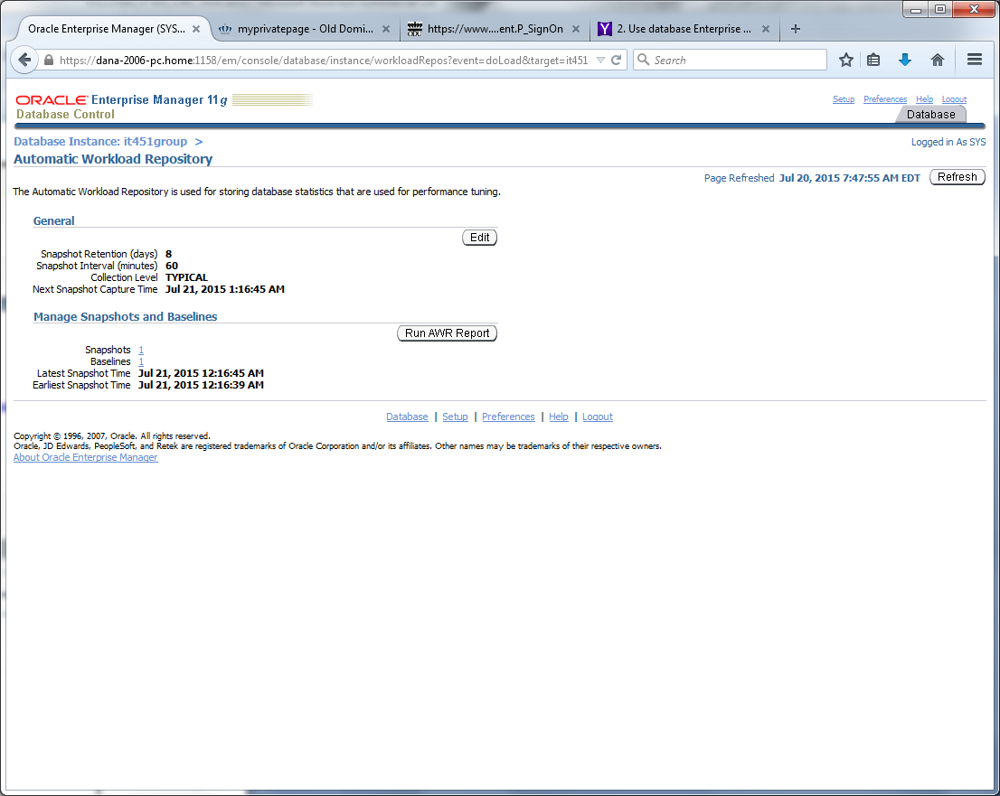 Oracle Enterprise Manager (SYS...
myprivatepage - Old Domi...
https://www....ent.P_SignOn
2. Use database Enterprise ...
https://dana-2006-pc.home:1158/em/console/database/instance/workloadRepos?event=doLoad&target=it451
Search
ORACLE Enterprise Manager 11g
Database Control
Setup Preferences Help Logout
Database
Database Instance: it451group >
Logged in As SYS
Automatic Workload Repository
Page Refreshed Jul 20, 2015 7:47:55 AM EDT Refresh
The Automatic Workload Repository is used for storing database statistics that are used for performance tuning.
General
Edit
Snapshot Retention (days) 8
Snapshot Interval (minutes) 60
Collection Level TYPICAL
Next Snapshot Capture Time Jul 21, 2015 1:16:45 AM
Manage Snapshots and Baselines
Run AWR Report
Snapshots 1
Baselines 1
Latest Snapshot Time Jul 21, 2015 12:16:45 AM
Earliest Snapshot Time Jul 21, 2015 12:16:39 AM
Database | Setup | Preferences | Help | Logout
Copyright © 1996, 2007, Oracle. All rights reserved.
Oracle, JD Edwards, PeopleSoft, and Retek are registered trademarks of Oracle Corporation and/or its affiliates. Other names may be trademarks of their respective owners.
About Oracle Enterprise Manager